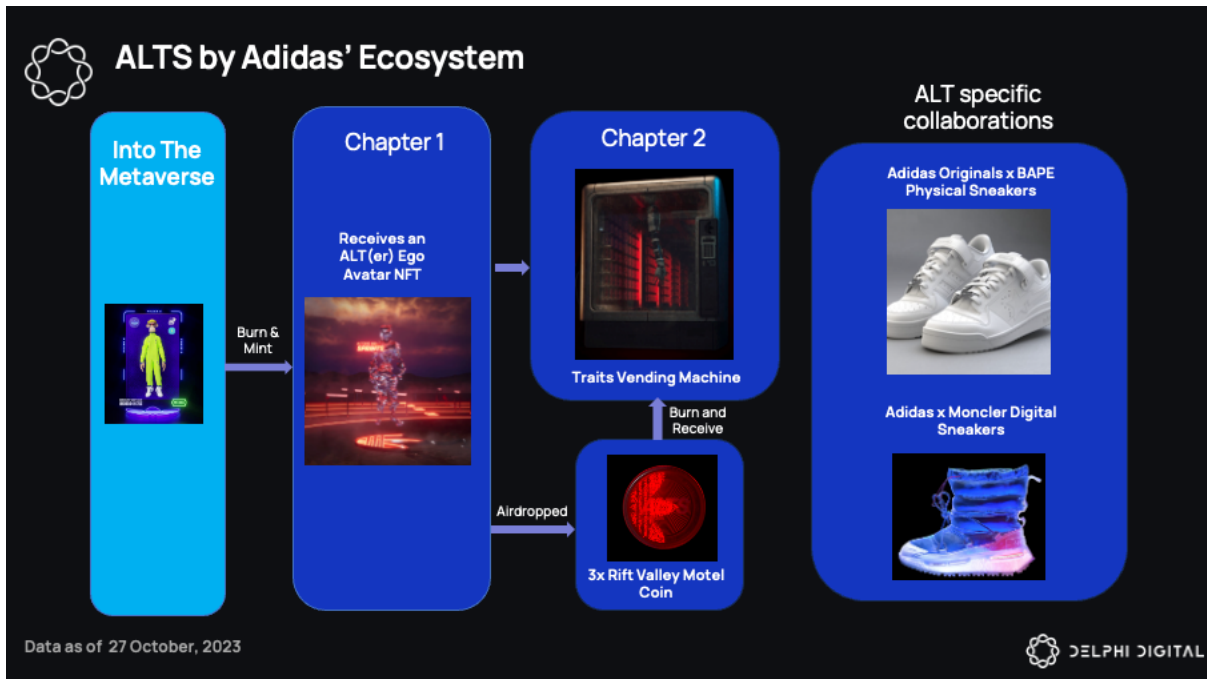 ALTS by Adidas' Ecosystem
Into The
Metaverse
Burn &
Mint
Chapter 1
Receives an
ALT(er) Ego
Avatar NFT
Airdropped
Chapter 2
Traits Vending Machine
Burn and
Receive
3x Rift Valley Motel
Coin
ALT specific
collaborations
Adidas Originals x BAPE
Physical Sneakers
Adidas x Moncler Digital
Sneakers
Data as of 27 October, 2023
DELPHI DIGITAL